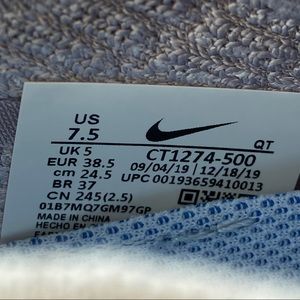 US
7.5
UK 5
EUR 38.5
cm 24.5
BR 37
CN 245(2.5)
01B7MQ7GM97GP
MADE IN CHINA
HECHO EN
QT
CT1274-500
09/04/19 12/18/19
UPC 00193659410013